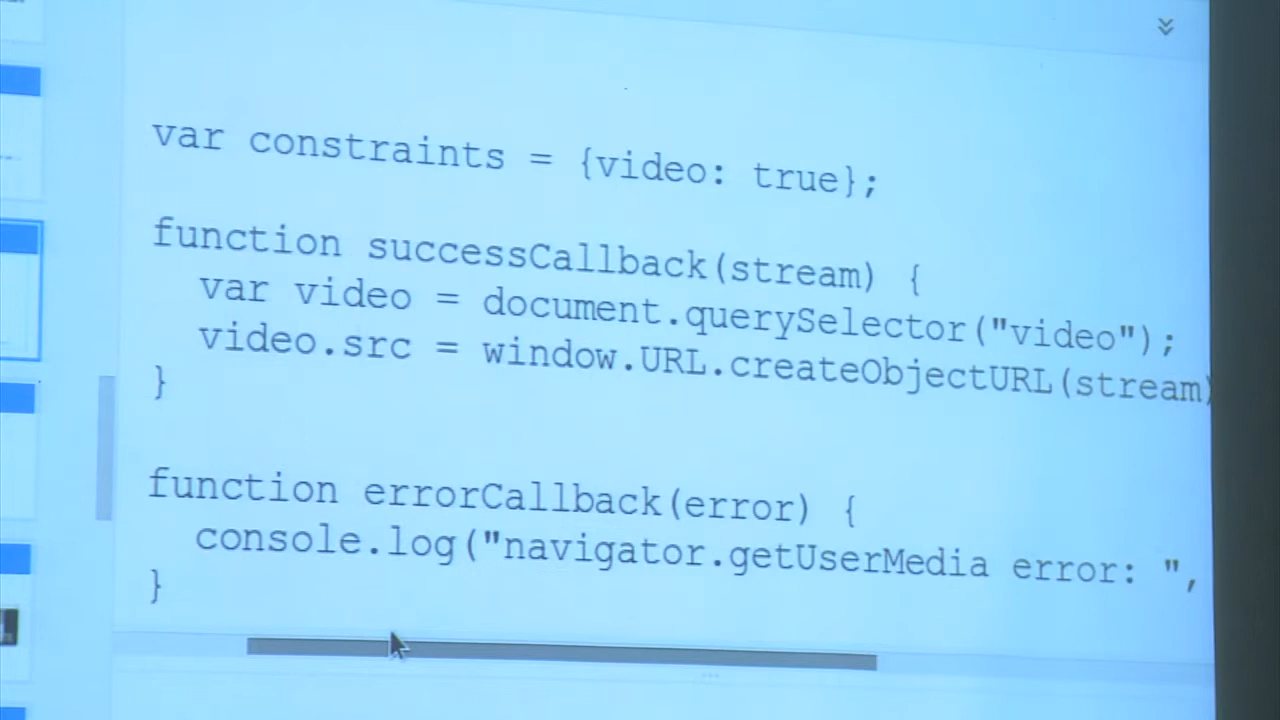 var constraints = {video: true};
function successCallback(stream) {
var video = document.querySelector("video");
video.src = window.URL.createObjectURL(stream)
}
function errorCallback(error) {
console.log("navigator.getUserMedia error: ",
}